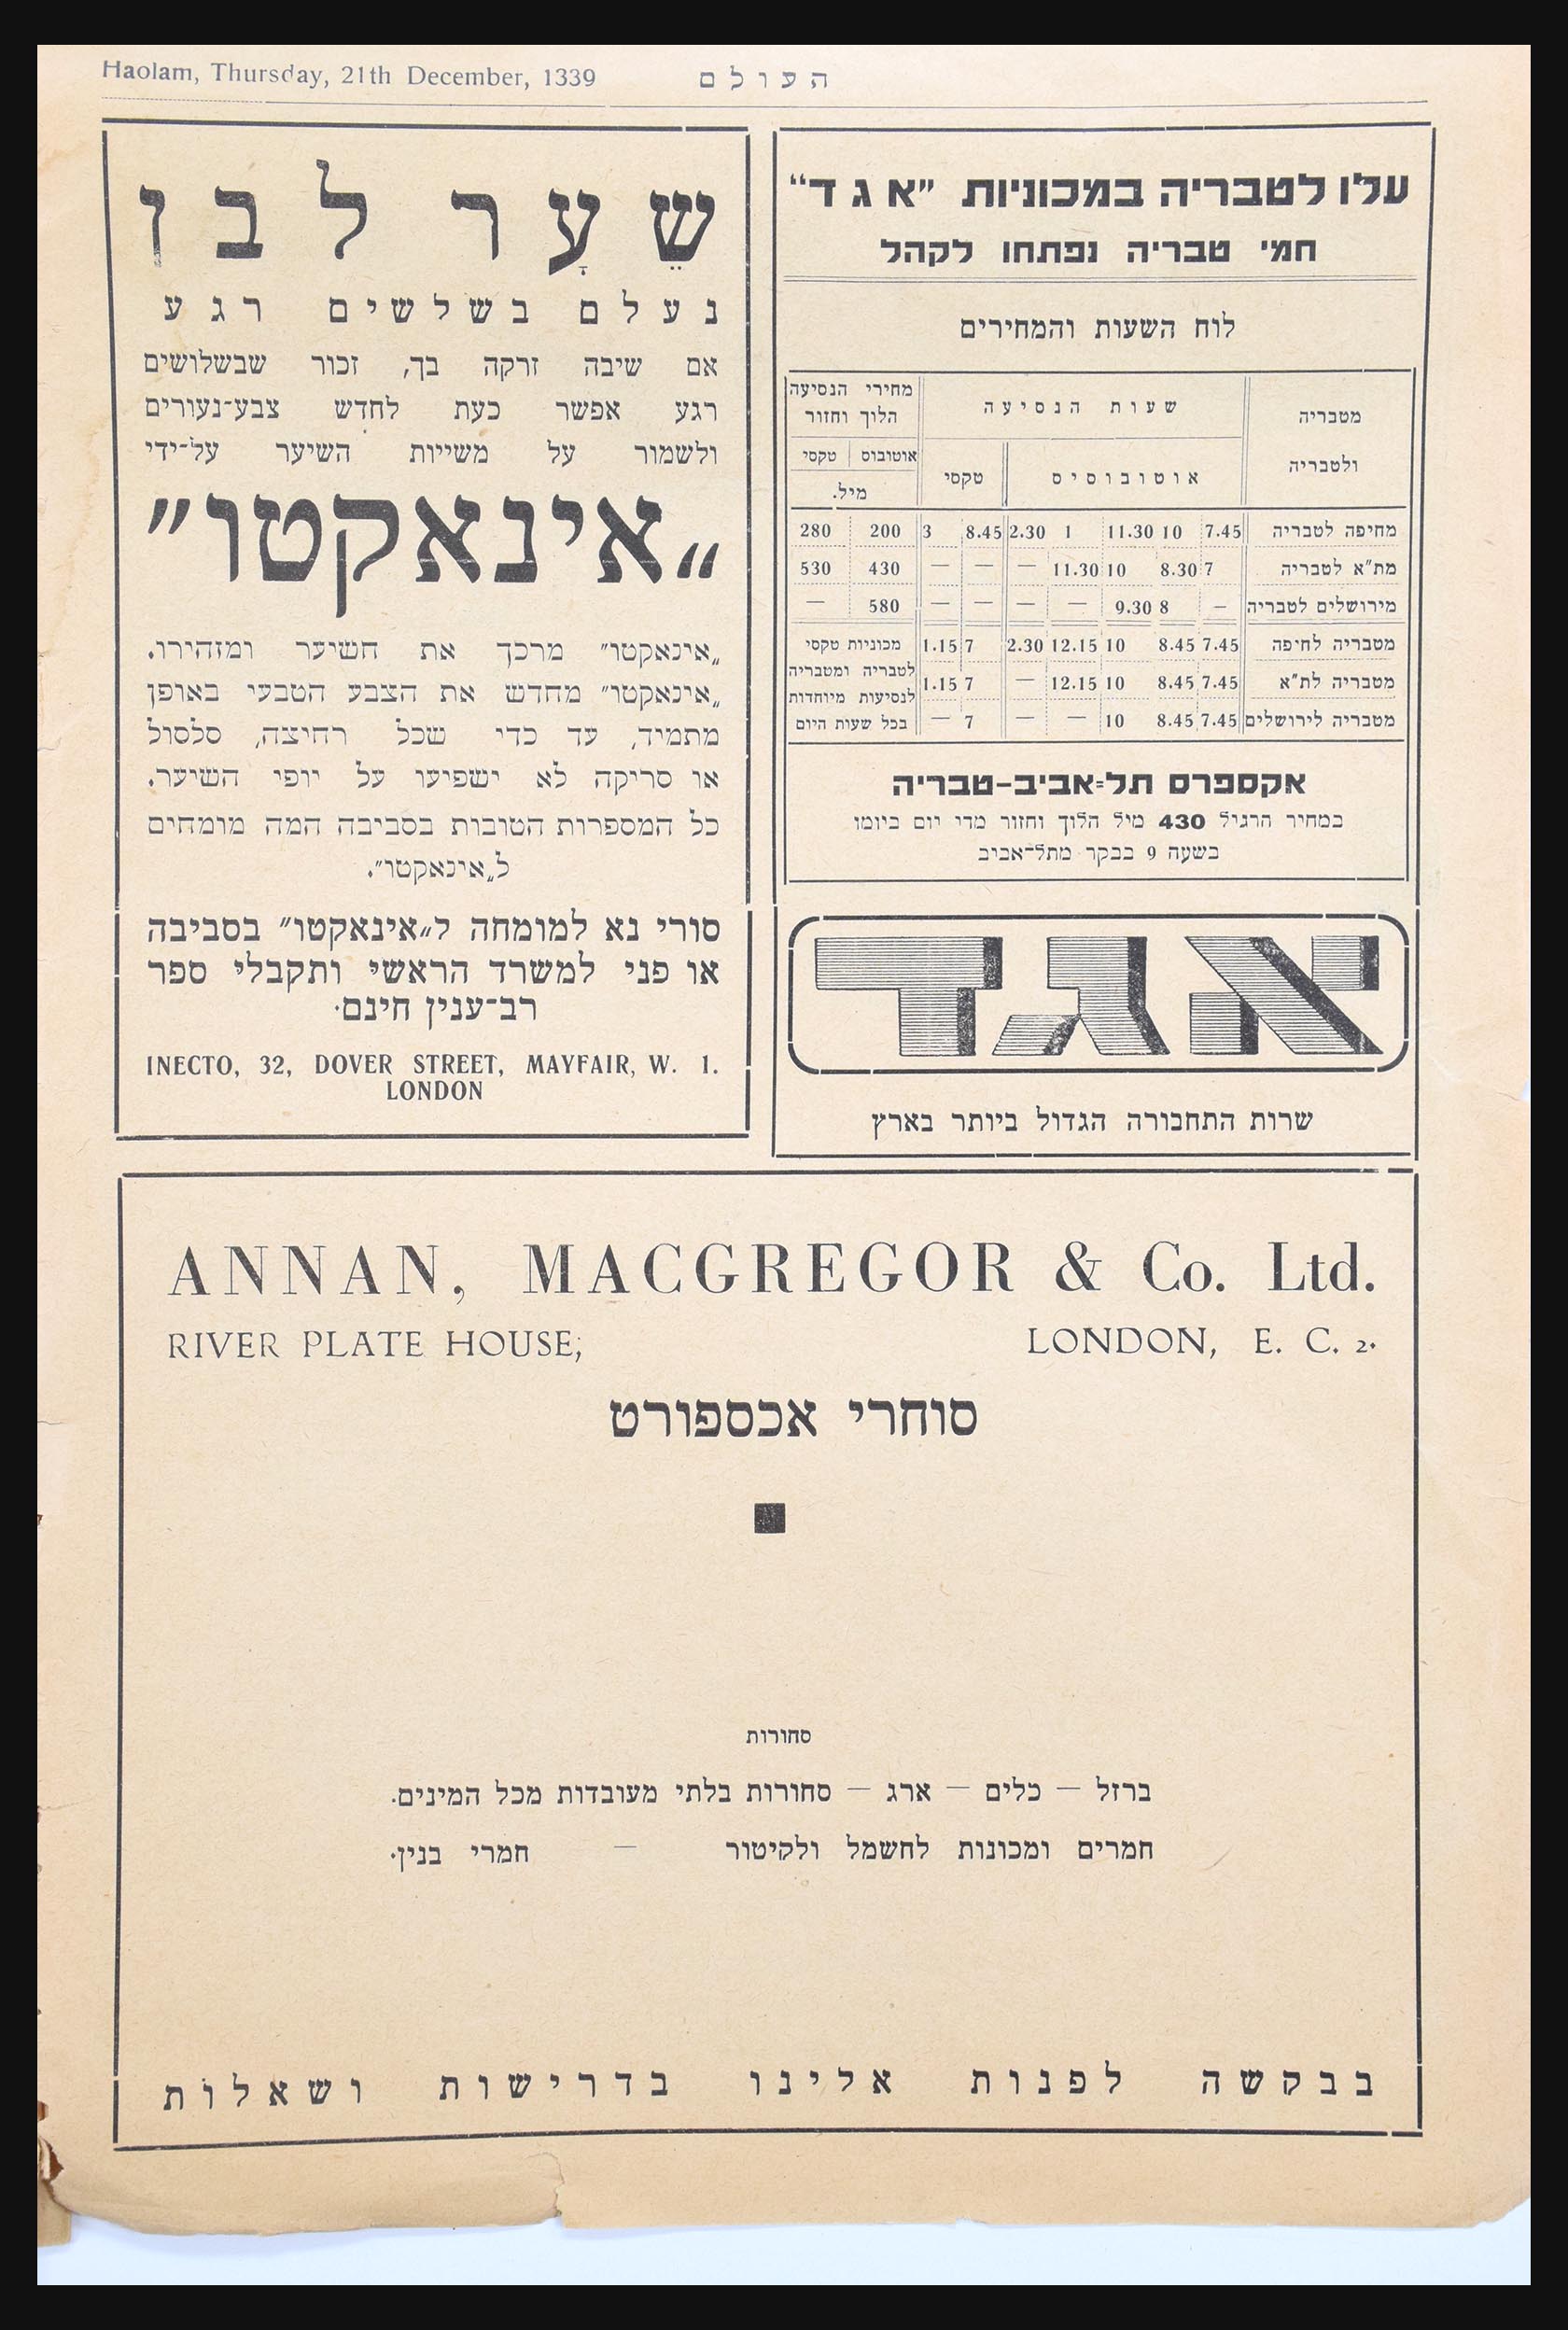 Haolam, Thursday, 21th December, 1339 העולם
עלו לטבריה במכוניות "אגד"
חמי טבריה נפתחו לקהל
לוח השעות והמחירים
מטבריה ולטבריה שעות הנסיעה מחירי הנסיעה הלוך וחזור
אוטובוסים טקסי אוטובוס טקסי
מיל.
מחיפה לטבריה 7.45 10 11.30 1 2.30 8.45 3 200 280
מת"א לטבריה 7 8.30 10 11.30 — — — 430 530
מירושלים לטבריה — 8 9.30 — — — — 580 —
מטבריה לחיפה 7.45 8.45 10 12.15 2.30 7 1.15
מטבריה לת"א 7.45 8.45 10 12.15 — 7 1.15
מטבריה לירושלים 7.45 8.45 10 — — 7 —
מכוניות טקסי
לטבריה ומטבריה
לנסיעות מיוחדות
בכל שעות היום
אקספרס תל=אביב-טבריה
במחיר הרגיל 430 מיל הלוך וחזור מדי יום ביומו
בשעה 9 בבקר מתל־אביב
אגד
שרות התחבורה הגדול ביותר בארץ
שֵעָר לבן
נעלם בשלשים רגע
אם שיבה זרקה בך, זכור שבשלושים
רגע אפשר כעת לחדש צבע־נעורים
ולשמור על משייות השיער על־ידי
„אינאקטו"
„אינאקטו" מרכך את השיער ומזהירו.
„אינאקטו" מחדש את הצבע הטבעי באופן
מתמיד, עד כדי שכל רחיצה, סלסול
או סריקה לא ישפיעו על יופי השיער.
כל המספרות הטובות בסביבה המה מומחים
ל„אינאקטו".
סורי נא למומחה ל„אינאקטו" בסביבה
או פני למשרד הראשי ותקבלי ספר
רב־ענין חינם.
INECTO, 32, DOVER STREET, MAYFAIR, W. 1.
LONDON
ANNAN, MACGREGOR & Co. Ltd.
RIVER PLATE HOUSE; LONDON, E. C. 2.
סוחרי אכספורט
סחורות
ברזל — כלים — ארג — סחורות בלתי מעובדות מכל המינים.
חמרים ומכונות לחשמל ולקיטור — חמרי בנין.
בבקשה לפנות אלינו בדרישות ושאלות